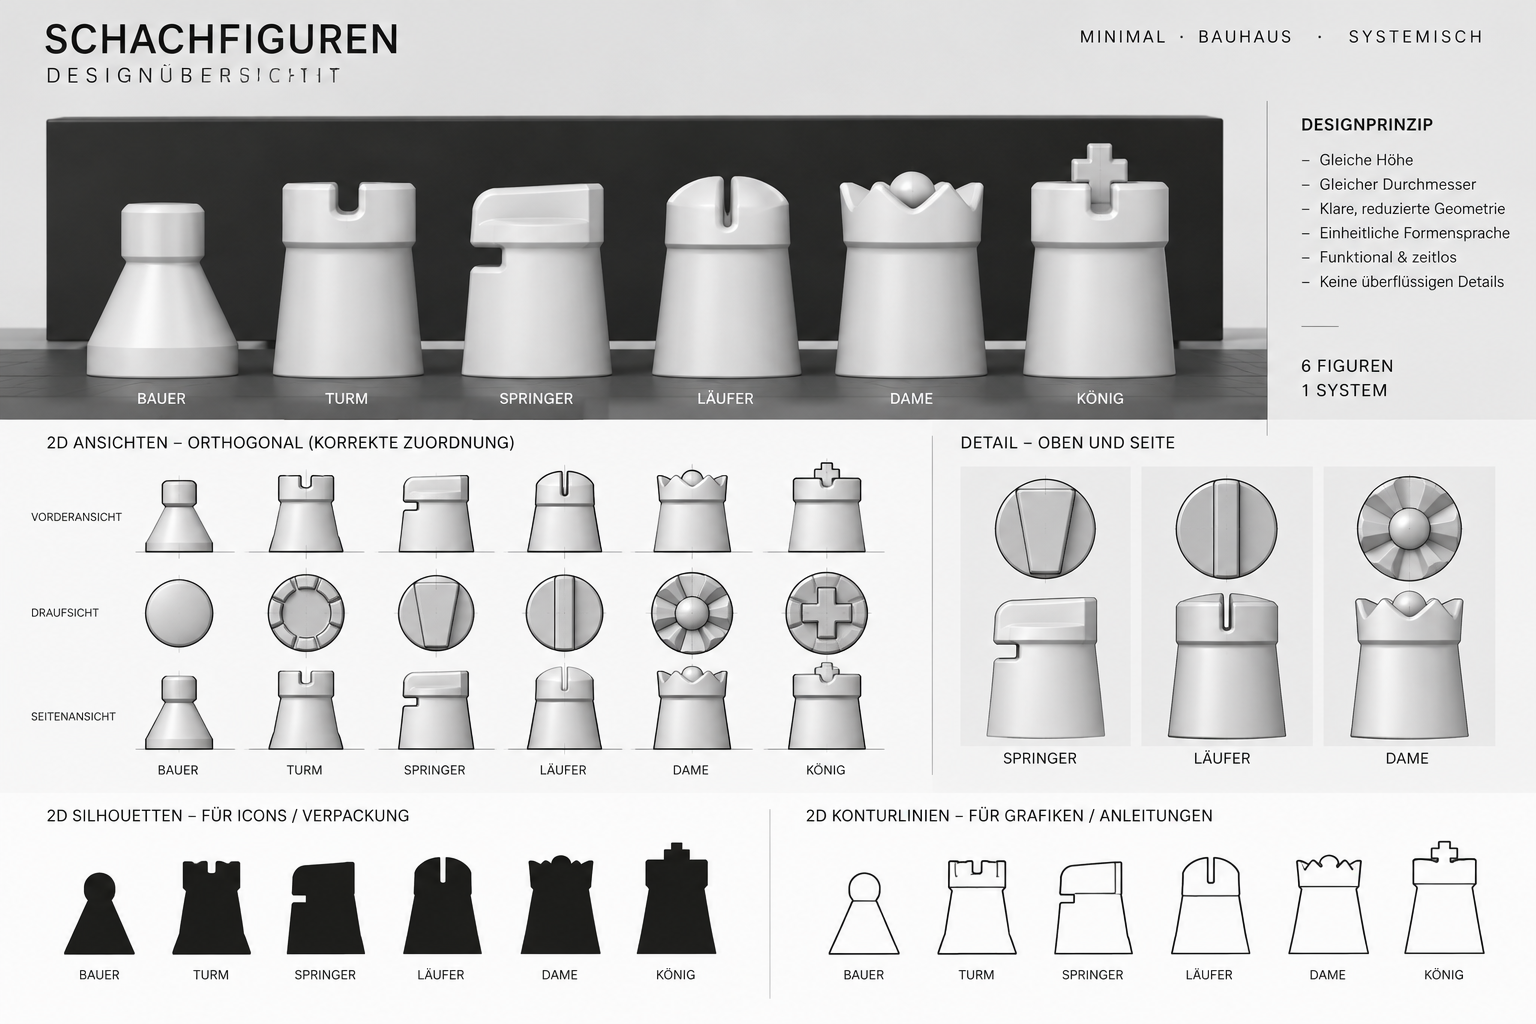 SCHACHFIGUREN
MINIMAL · BAUHAUS · SYSTEMISCH
BAUER TURM SPRINGER LÄUFER DAME KÖNIG
DESIGNPRINZIP
– Gleiche Höhe
– Gleicher Durchmesser
– Klare, reduzierte Geometrie
– Einheitliche Formensprache
– Funktional & zeitlos
– Keine überflüssigen Details
6 FIGUREN
1 SYSTEM
2D ANSICHTEN – ORTHOGONAL (KORREKTE ZUORDNUNG)
VORDERANSICHT
DRAUFSICHT
SEITENANSICHT
BAUER TURM SPRINGER LÄUFER DAME KÖNIG
DETAIL – OBEN UND SEITE
SPRINGER LÄUFER DAME
2D SILHOUETTEN – FÜR ICONS / VERPACKUNG
BAUER TURM SPRINGER LÄUFER DAME KÖNIG
2D KONTURLINIEN – FÜR GRAFIKEN / ANLEITUNGEN
BAUER TURM SPRINGER LÄUFER DAME KÖNIG